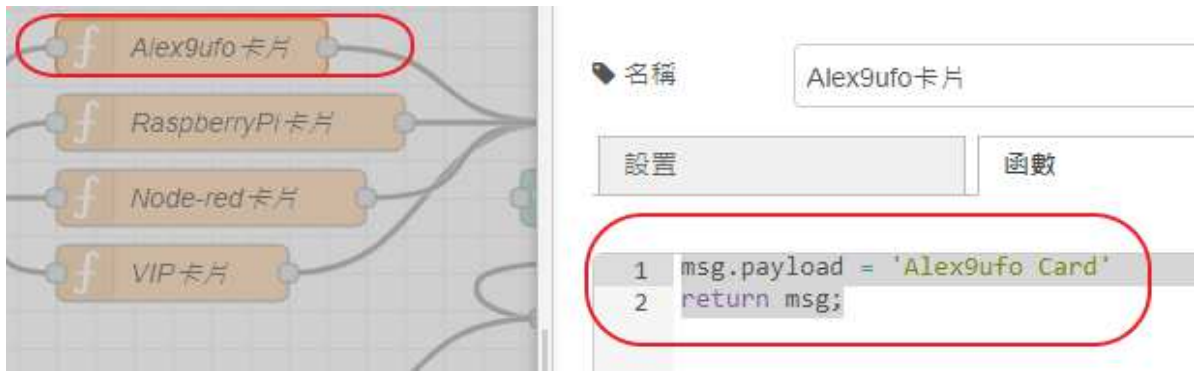 Alex9ufo卡片
RaspberryPi卡片
Node-red卡片
VIP卡片
名稱
Alex9ufo卡片
設置
函數
1 msg.payload = 'Alex9ufo Card'
2 return msg;